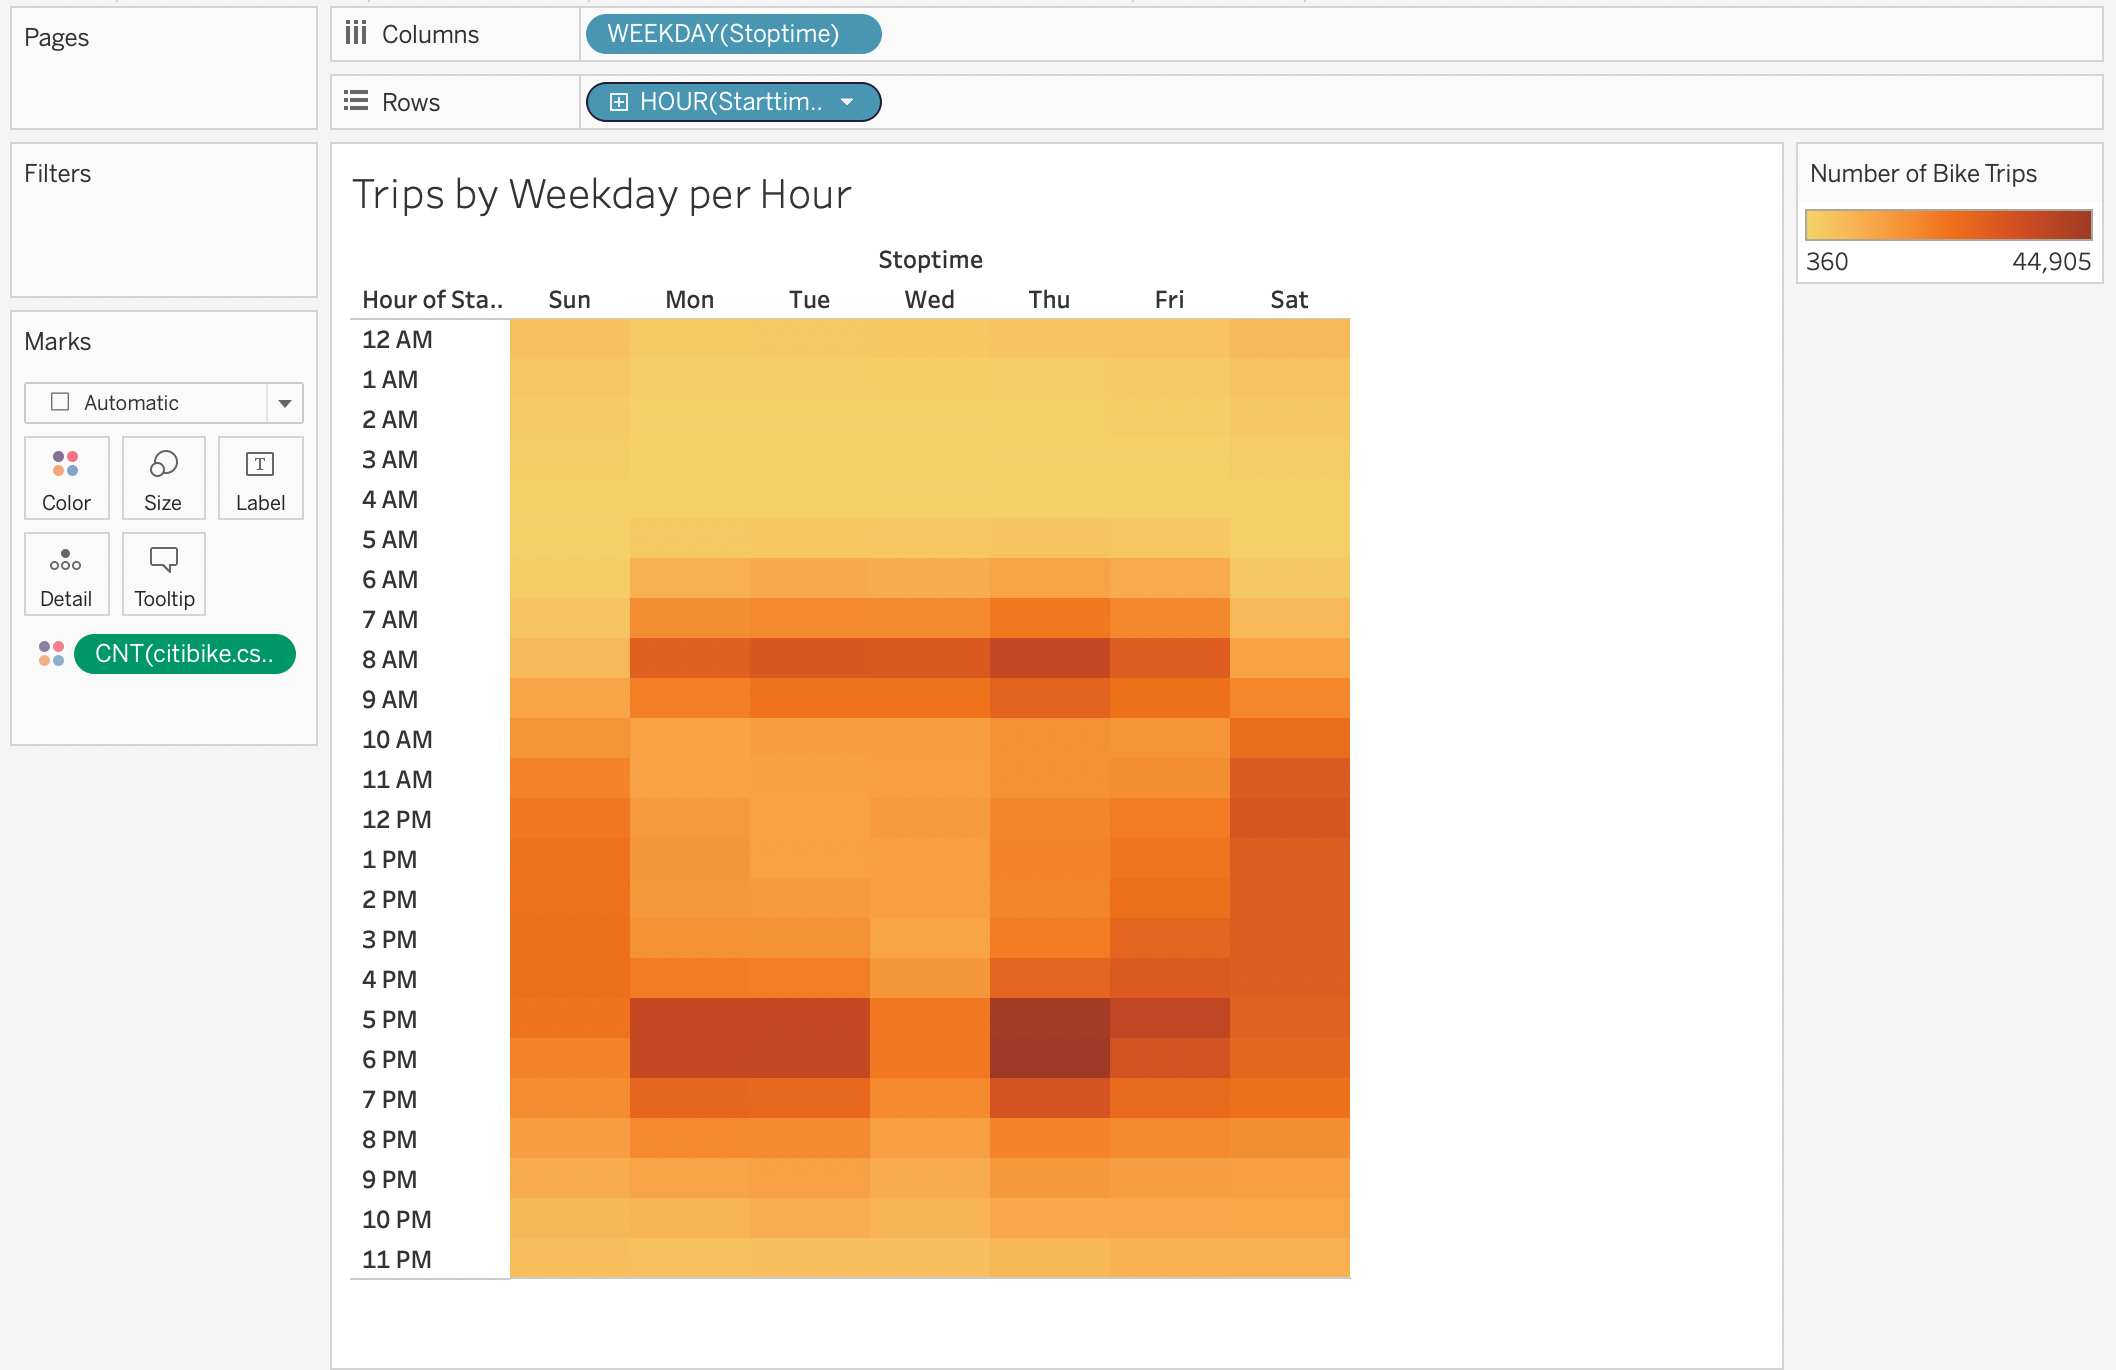 Pages
Columns
WEEKDAY(Stoptime)
Rows
HOUR(Starttim..
Filters
Marks
Automatic
Color
Size
Label
Detail
Tooltip
CNT(citibike.cs..
Trips by Weekday per Hour
Stoptime
Hour of Sta.. Sun Mon Tue Wed Thu Fri Sat
12 AM
1 AM
2 AM
3 AM
4 AM
5 AM
6 AM
7 AM
8 AM
9 AM
10 AM
11 AM
12 PM
1 PM
2 PM
3 PM
4 PM
5 PM
6 PM
7 PM
8 PM
9 PM
10 PM
11 PM
Number of Bike Trips
360 44,905